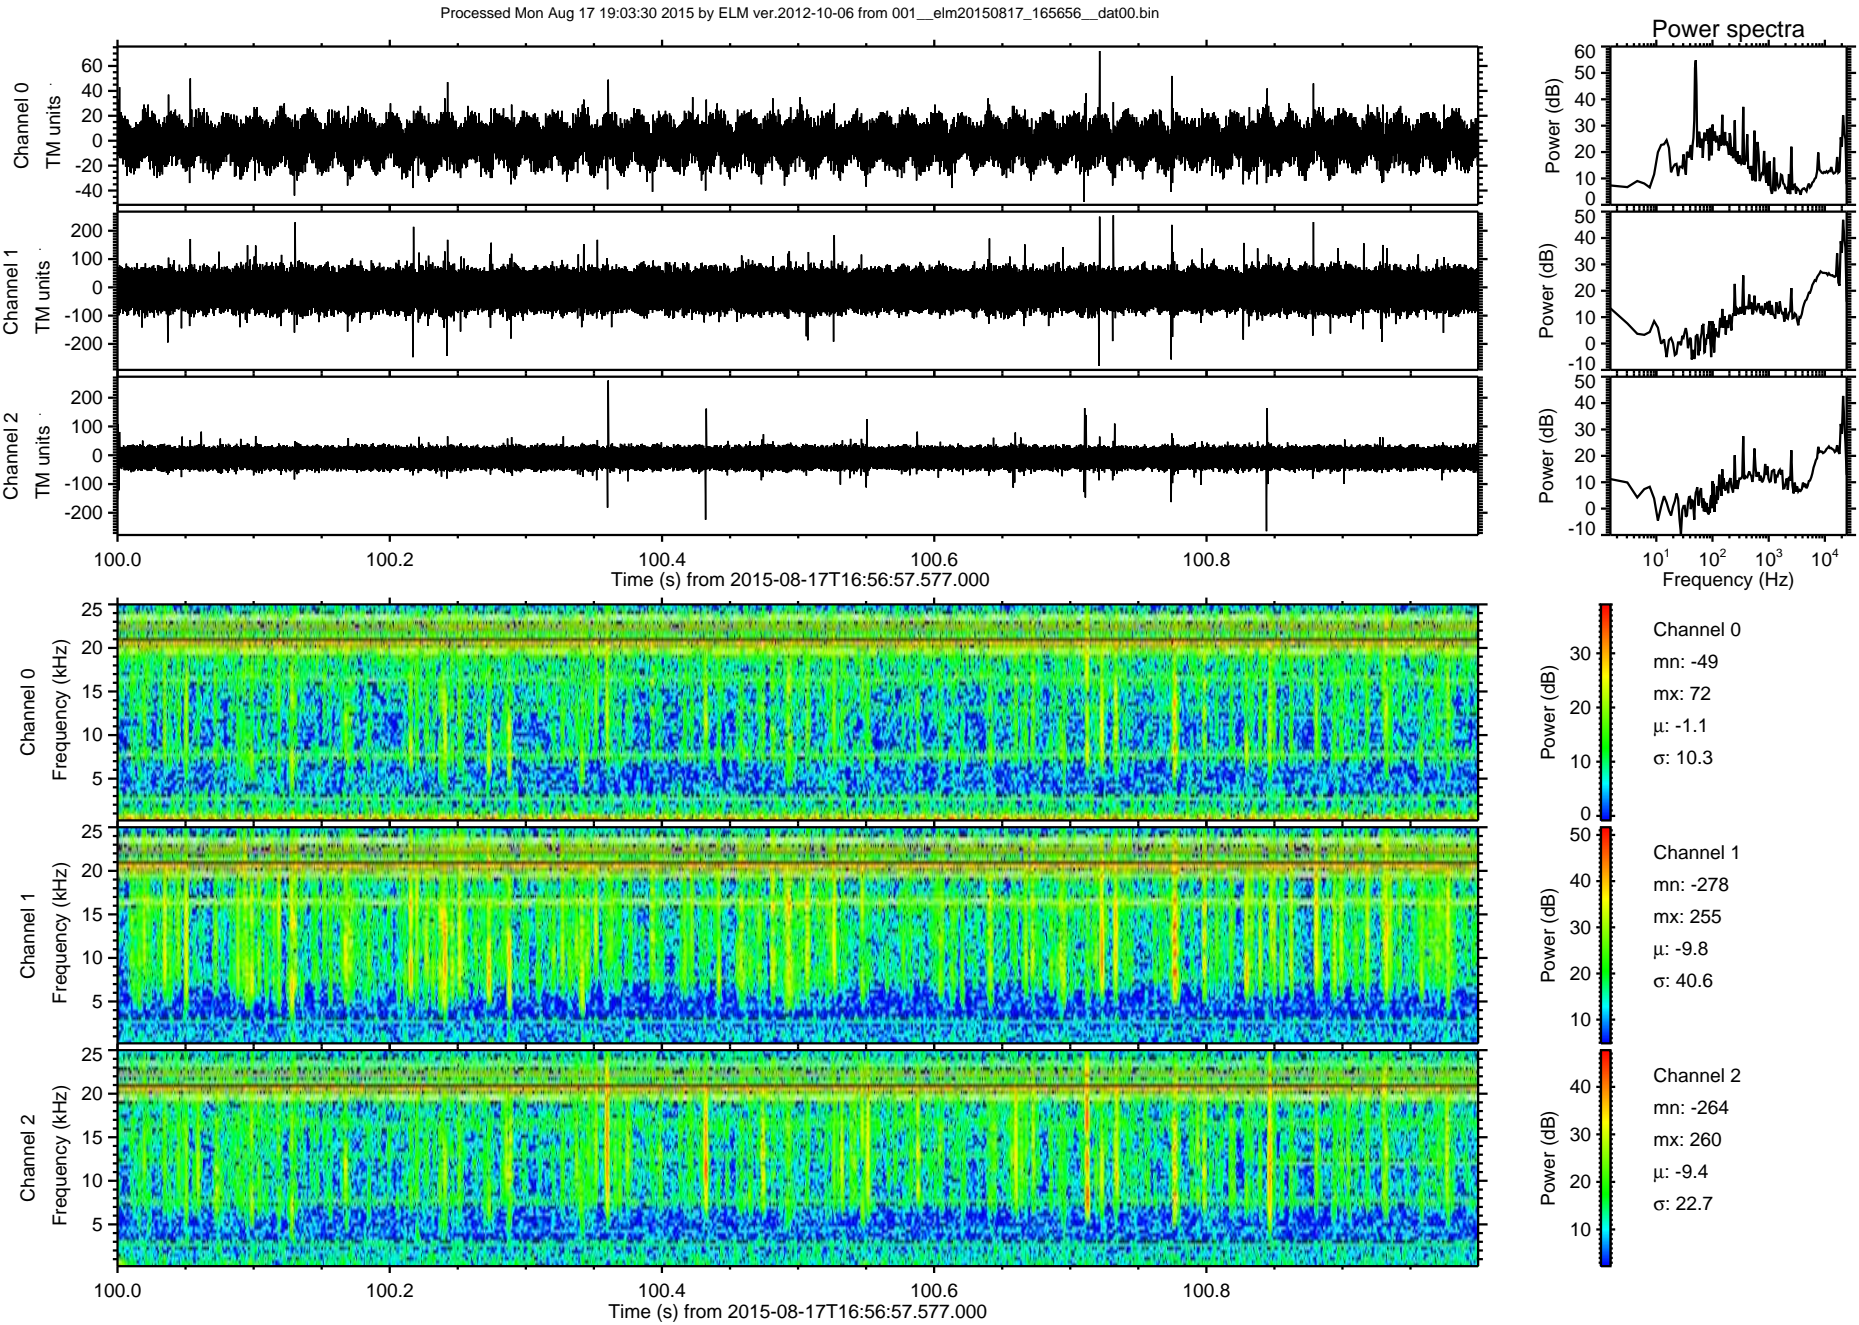 Processed Mon Aug 17 19:03:30 2015 by ELM ver.2012-10-06 from 001__elm20150817_165656__dat00.bin
Power spectra
Channel 0
TM units
60
40
20
0
-20
-40
Power (dB)
60
50
40
30
20
10
0
Channel 1
TM units
200
100
0
-100
-200
Power (dB)
50
40
30
20
10
0
-10
Channel 2
TM units
200
100
0
-100
-200
Power (dB)
50
40
30
20
10
0
-10
100.0 100.2 100.4 100.6 100.8
Time (s) from 2015-08-17T16:56:57.577.000
10¹ 10² 10³ 10⁴
Frequency (Hz)
Channel 0
Frequency (kHz)
25
20
15
10
5
Power (dB)
30
20
10
0
Channel 0
mn: -49
mx: 72
μ: -1.1
σ: 10.3
Channel 1
Frequency (kHz)
25
20
15
10
5
Power (dB)
50
40
30
20
10
Channel 1
mn: -278
mx: 255
μ: -9.8
σ: 40.6
Channel 2
Frequency (kHz)
25
20
15
10
5
Power (dB)
40
30
20
10
Channel 2
mn: -264
mx: 260
μ: -9.4
σ: 22.7
100.0 100.2 100.4 100.6 100.8
Time (s) from 2015-08-17T16:56:57.577.000